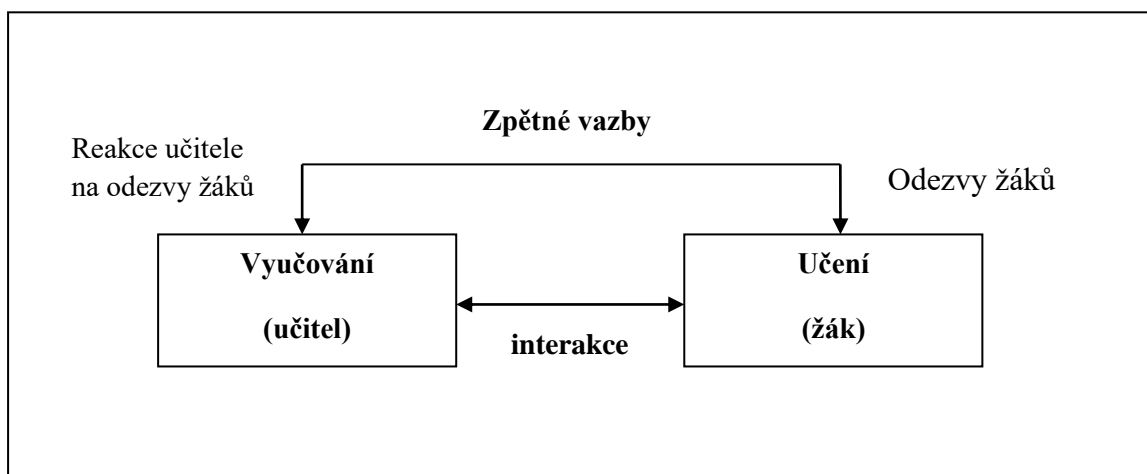 Zpětné vazby
Reakce učitele
na odezvy žáků
Odezvy žáků
Vyučování
(učitel)
interakce
Učení
(žák)